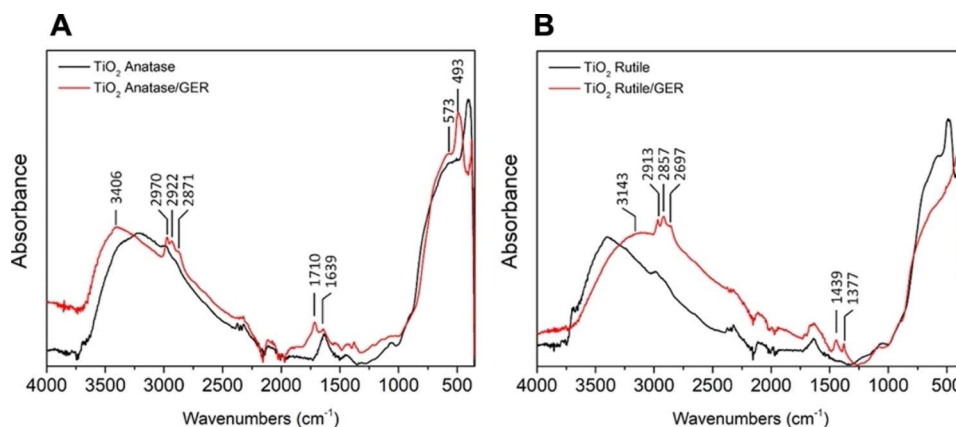 A
TiO₂ Anatase
TiO₂ Anatase/GER
3406
2970
2922
2871
1710
1639
573
493
Absorbance
4000 3500 3000 2500 2000 1500 1000 500
Wavenumbers (cm⁻¹)
B
TiO₂ Rutile
TiO₂ Rutile/GER
3143
2913
2857
2697
1439
1377
Absorbance
4000 3500 3000 2500 2000 1500 1000 500
Wavenumbers (cm⁻¹)